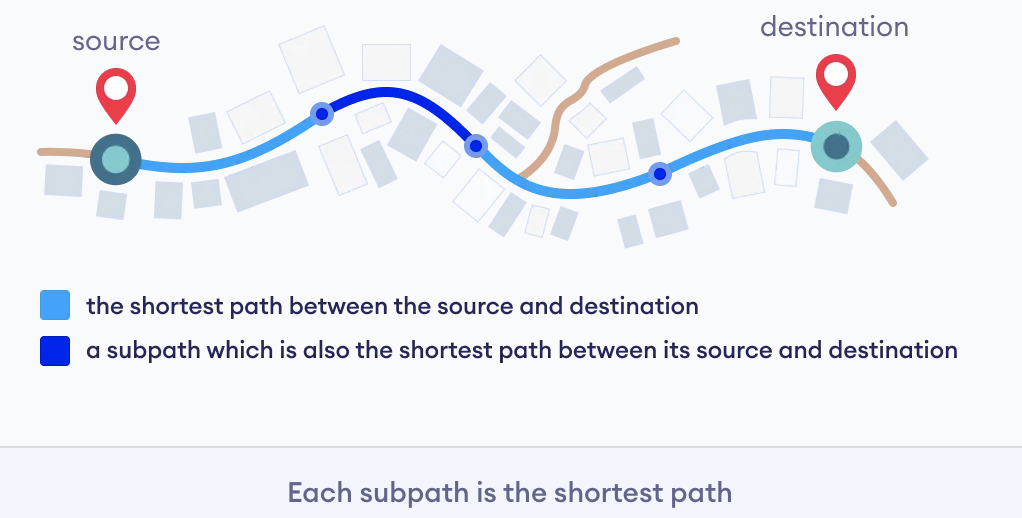 source
destination
the shortest path between the source and destination
a subpath which is also the shortest path between its source and destination
Each subpath is the shortest path